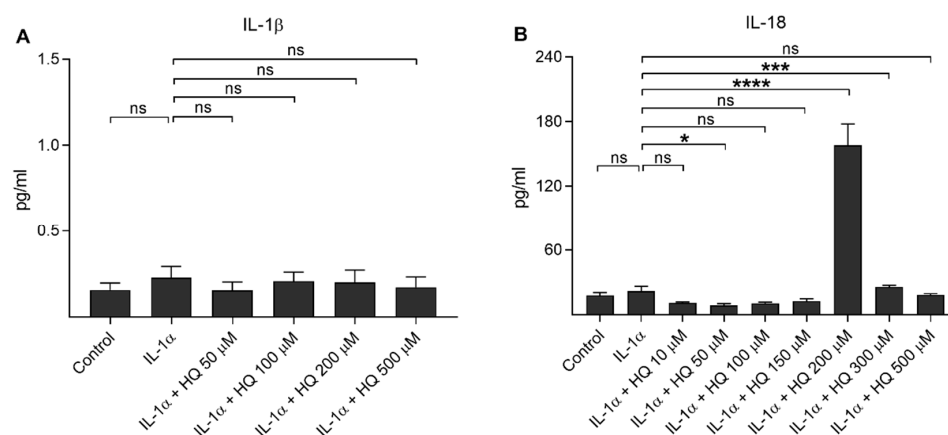 A
IL-1β
1.5
1.0
0.5
pg/ml
ns
ns
ns
ns
ns
Control
IL-1α
IL-1α + HQ 50 μM
IL-1α + HQ 100 μM
IL-1α + HQ 200 μM
IL-1α + HQ 500 μM
B
IL-18
240
180
120
60
pg/ml
ns
***
****
ns
ns
*
ns
ns
Control
IL-1α
IL-1α + HQ 10 μM
IL-1α + HQ 50 μM
IL-1α + HQ 100 μM
IL-1α + HQ 150 μM
IL-1α + HQ 200 μM
IL-1α + HQ 300 μM
IL-1α + HQ 500 μM